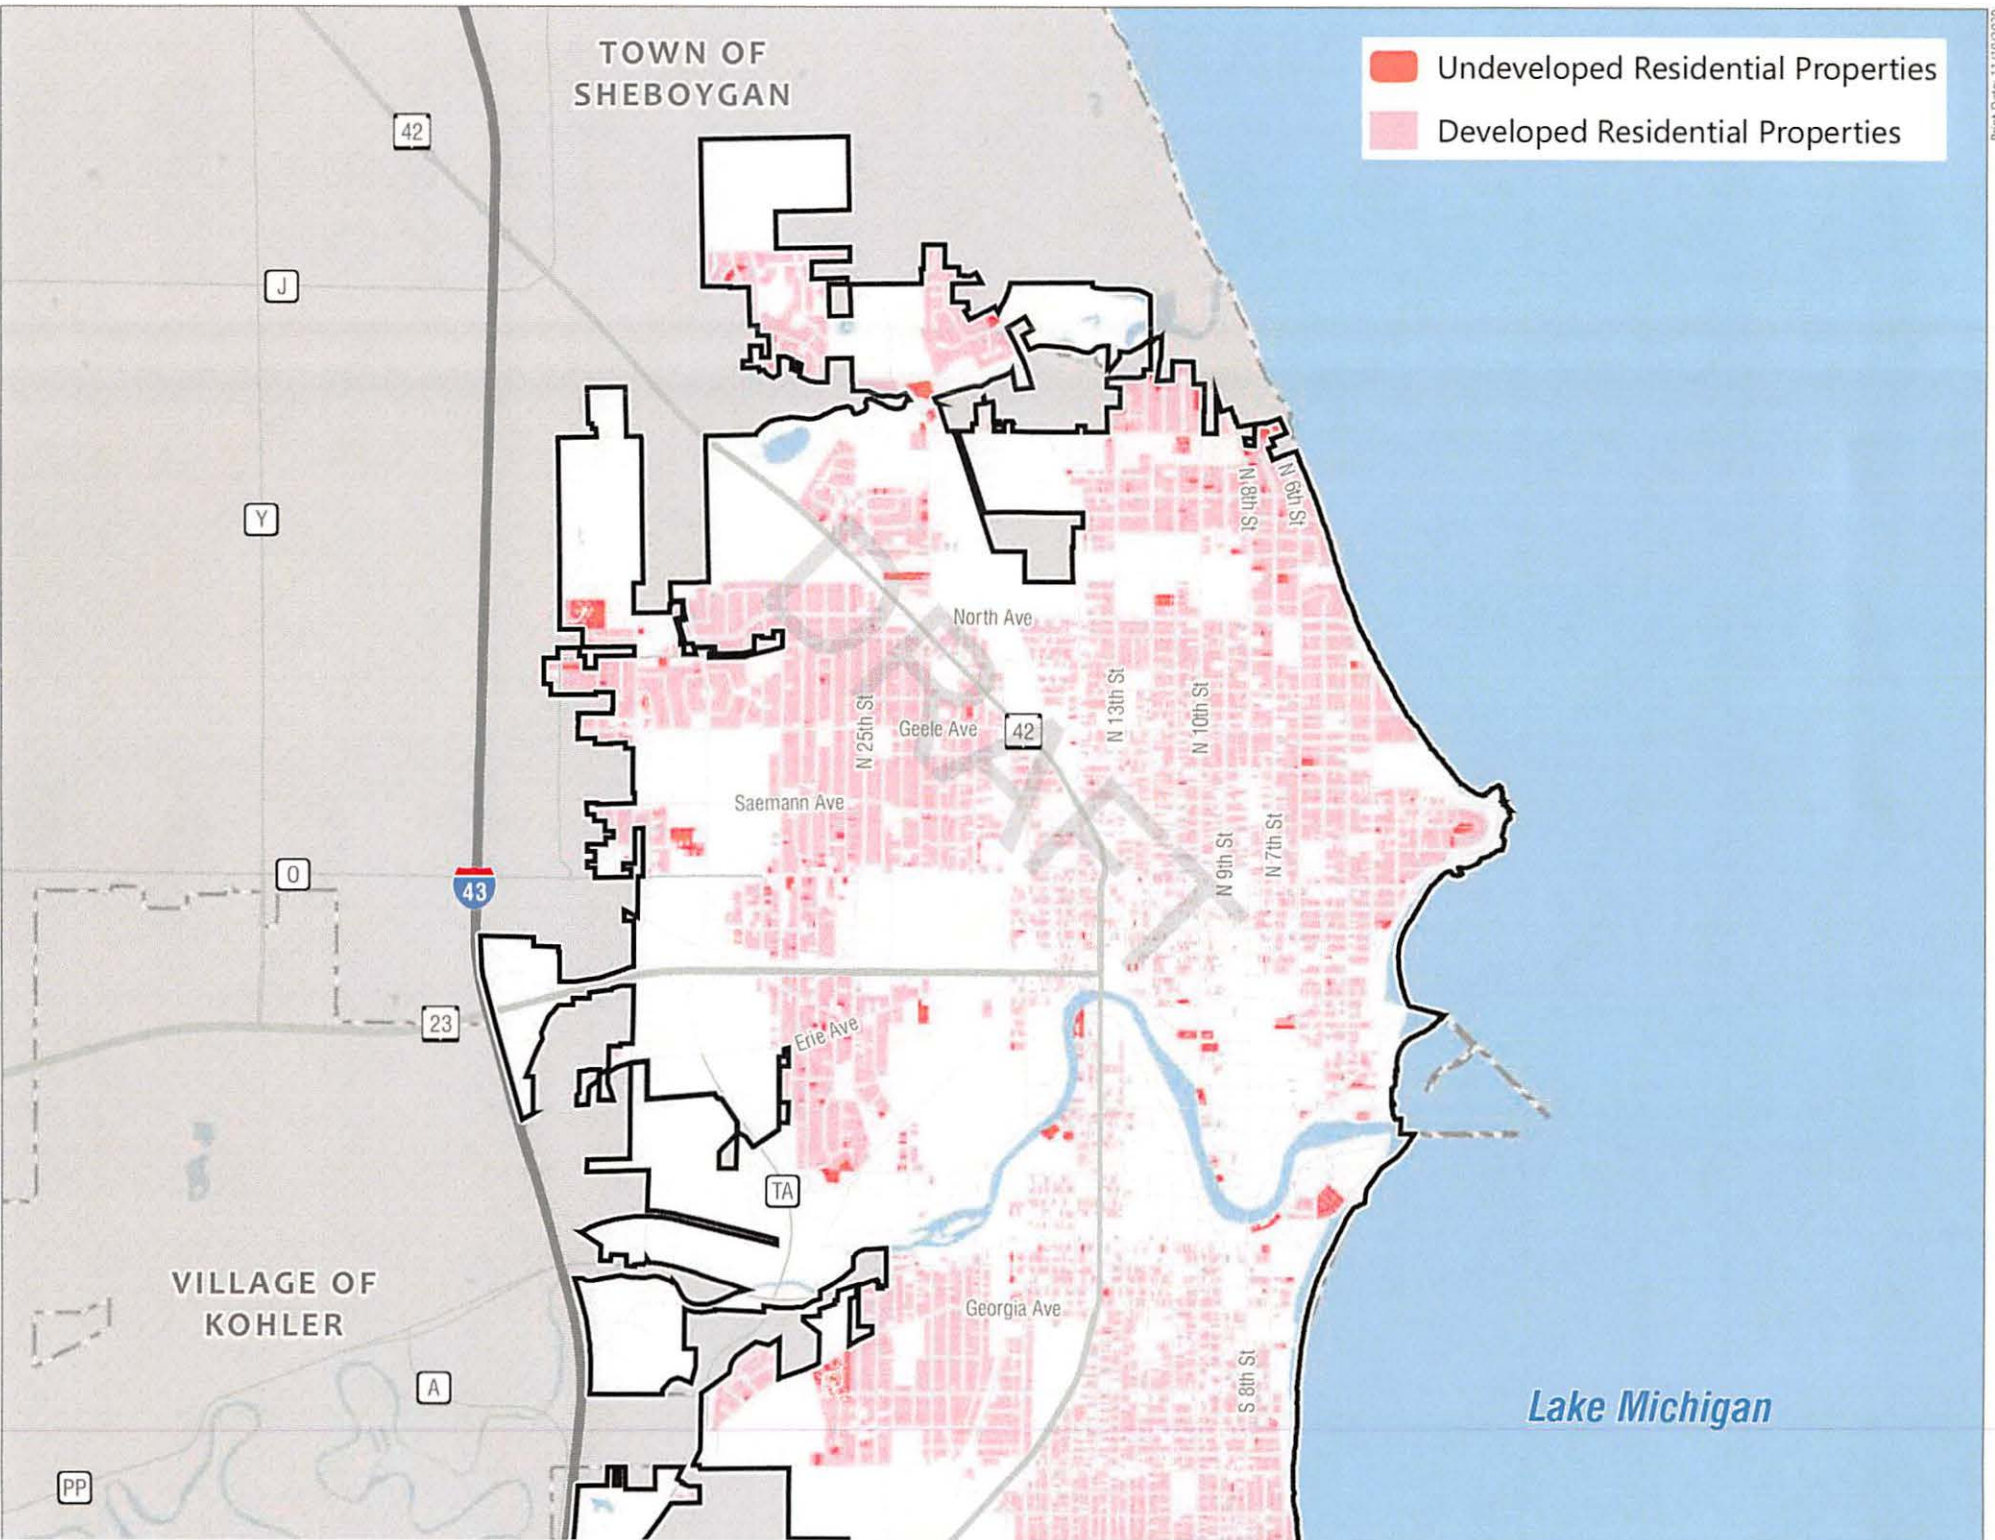 TOWN OF
SHEBOYGAN
Undeveloped Residential Properties
Developed Residential Properties
42
J
Y
N 8th St
N 6th St
North Ave
N 25th St
Geele Ave
42
N 13th St
N 10th St
Saemann Ave
N 9th St
N 7th St
DRAFT
O
43
23
Erie Ave
TA
VILLAGE OF
KOHLER
Georgia Ave
A
S 8th St
Lake Michigan
PP